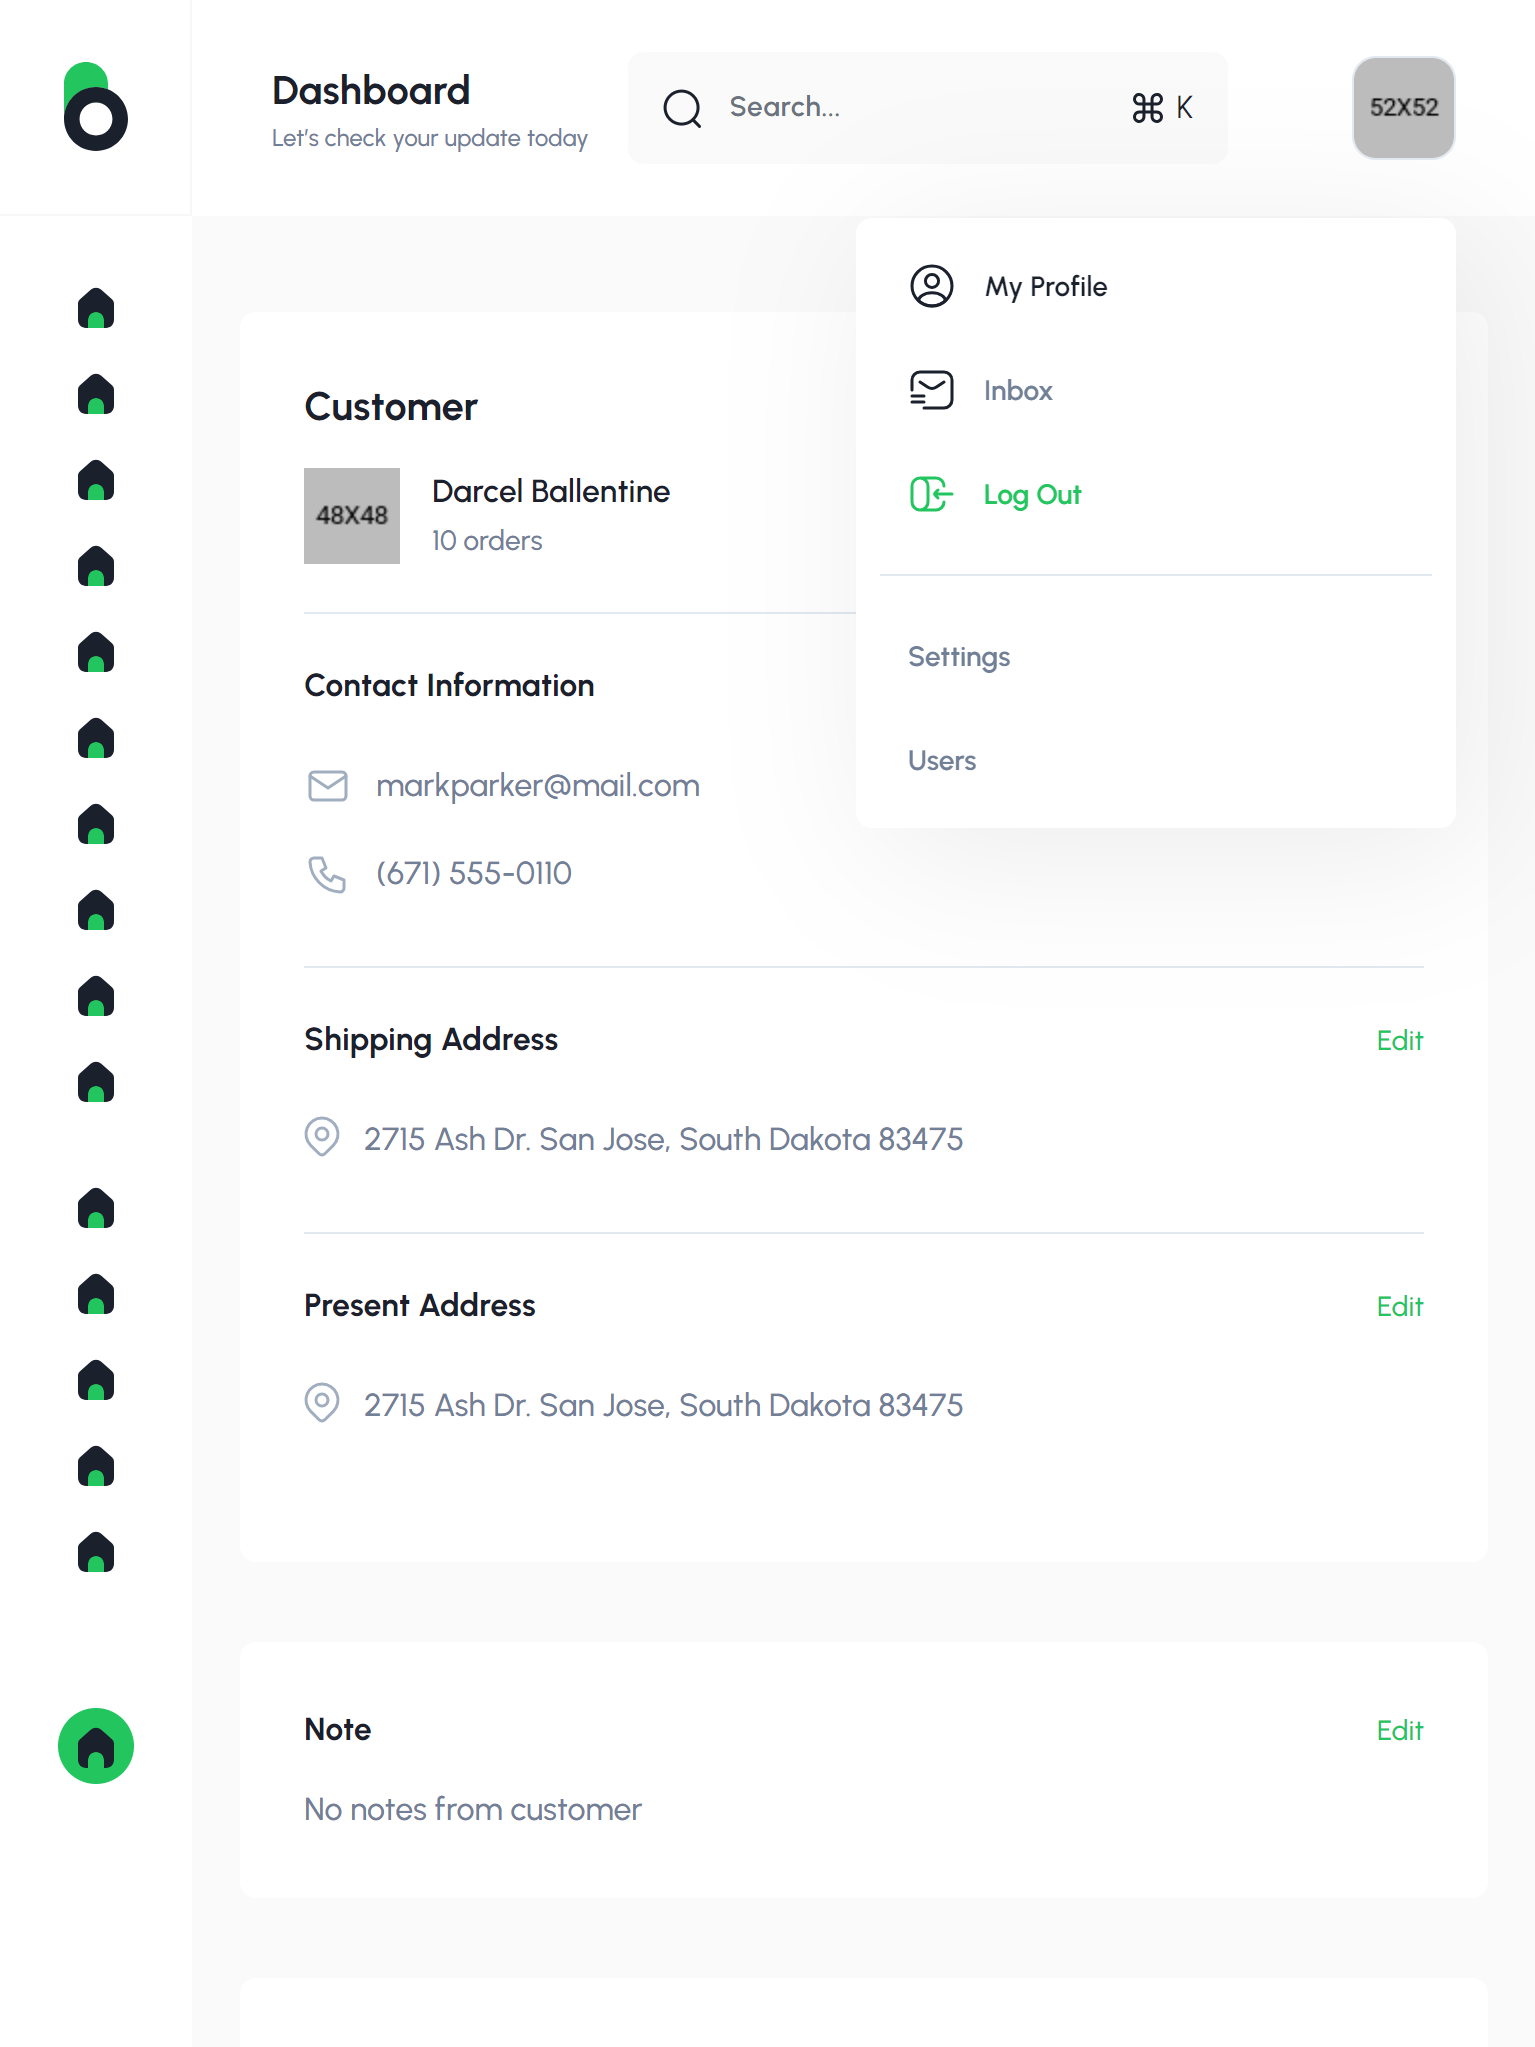 Dashboard
Let's check your update today
Search...
⌘ K
52X52
My Profile
Inbox
Log Out
Settings
Users
Customer
48X48
Darcel Ballentine
10 orders
Contact Information
markparker@mail.com
(671) 555-0110
Shipping Address
Edit
2715 Ash Dr. San Jose, South Dakota 83475
Present Address
Edit
2715 Ash Dr. San Jose, South Dakota 83475
Note
Edit
No notes from customer